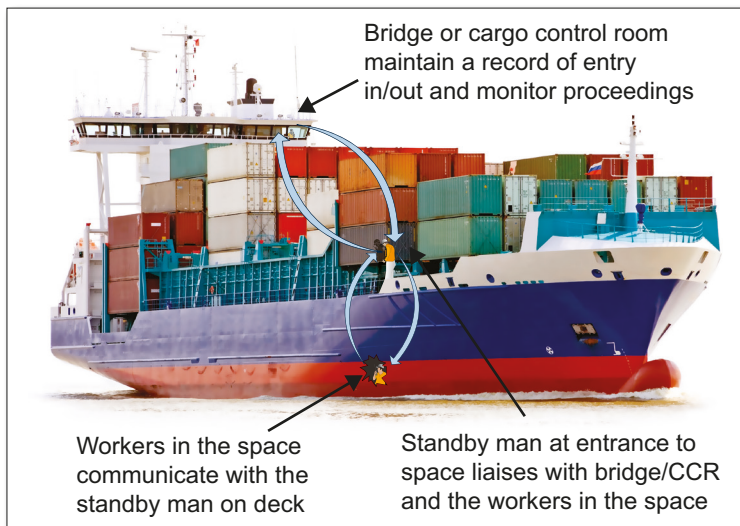 Bridge or cargo control room
maintain a record of entry
in/out and monitor proceedings
Workers in the space
communicate with the
standby man on deck
Standby man at entrance to
space liaises with bridge/CCR
and the workers in the space